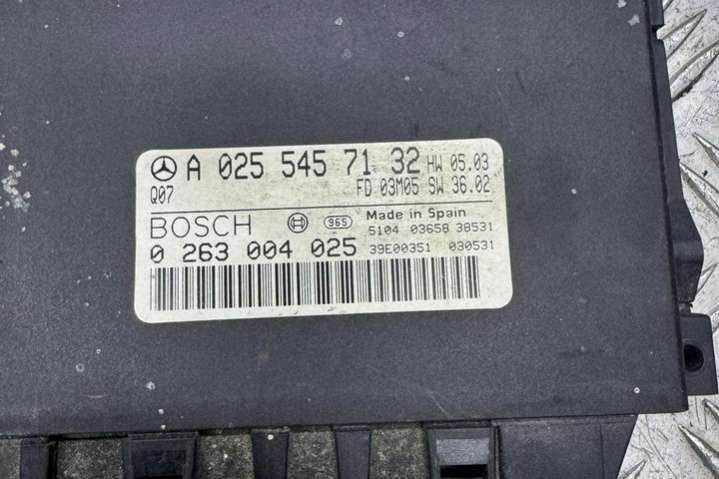 A 025 545 71 32 HW 05.03
Q07 FD 03M05 SW 36.02
BOSCH 965 Made in Spain
5104 03658 38531
0 263 004 025 39E00351 030531